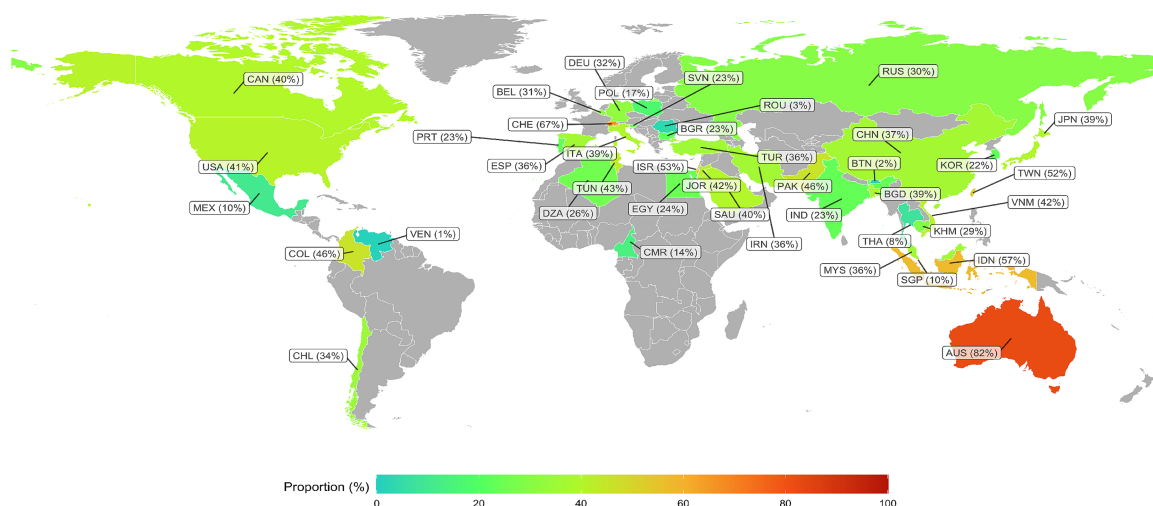 DEU (32%)
SVN (23%)
RUS (30%)
CAN (40%)
BEL (31%)
POL (17%)
ROU (3%)
JPN (39%)
CHE (67%)
BGR (23%)
CHN (37%)
PRT (23%)
ITA (39%)
TUR (36%)
BTN (2%)
KOR (22%)
USA (41%)
ESP (36%)
ISR (53%)
TWN (52%)
TUN (43%)
JOR (42%)
PAK (46%)
BGD (39%)
VNM (42%)
MEX (10%)
DZA (26%)
EGY (24%)
SAU (40%)
IND (23%)
KHM (29%)
VEN (1%)
IRN (36%)
THA (8%)
COL (46%)
CMR (14%)
MYS (36%)
IDN (57%)
SGP (10%)
CHL (34%)
AUS (82%)
Proportion (%)
0 20 40 60 80 100